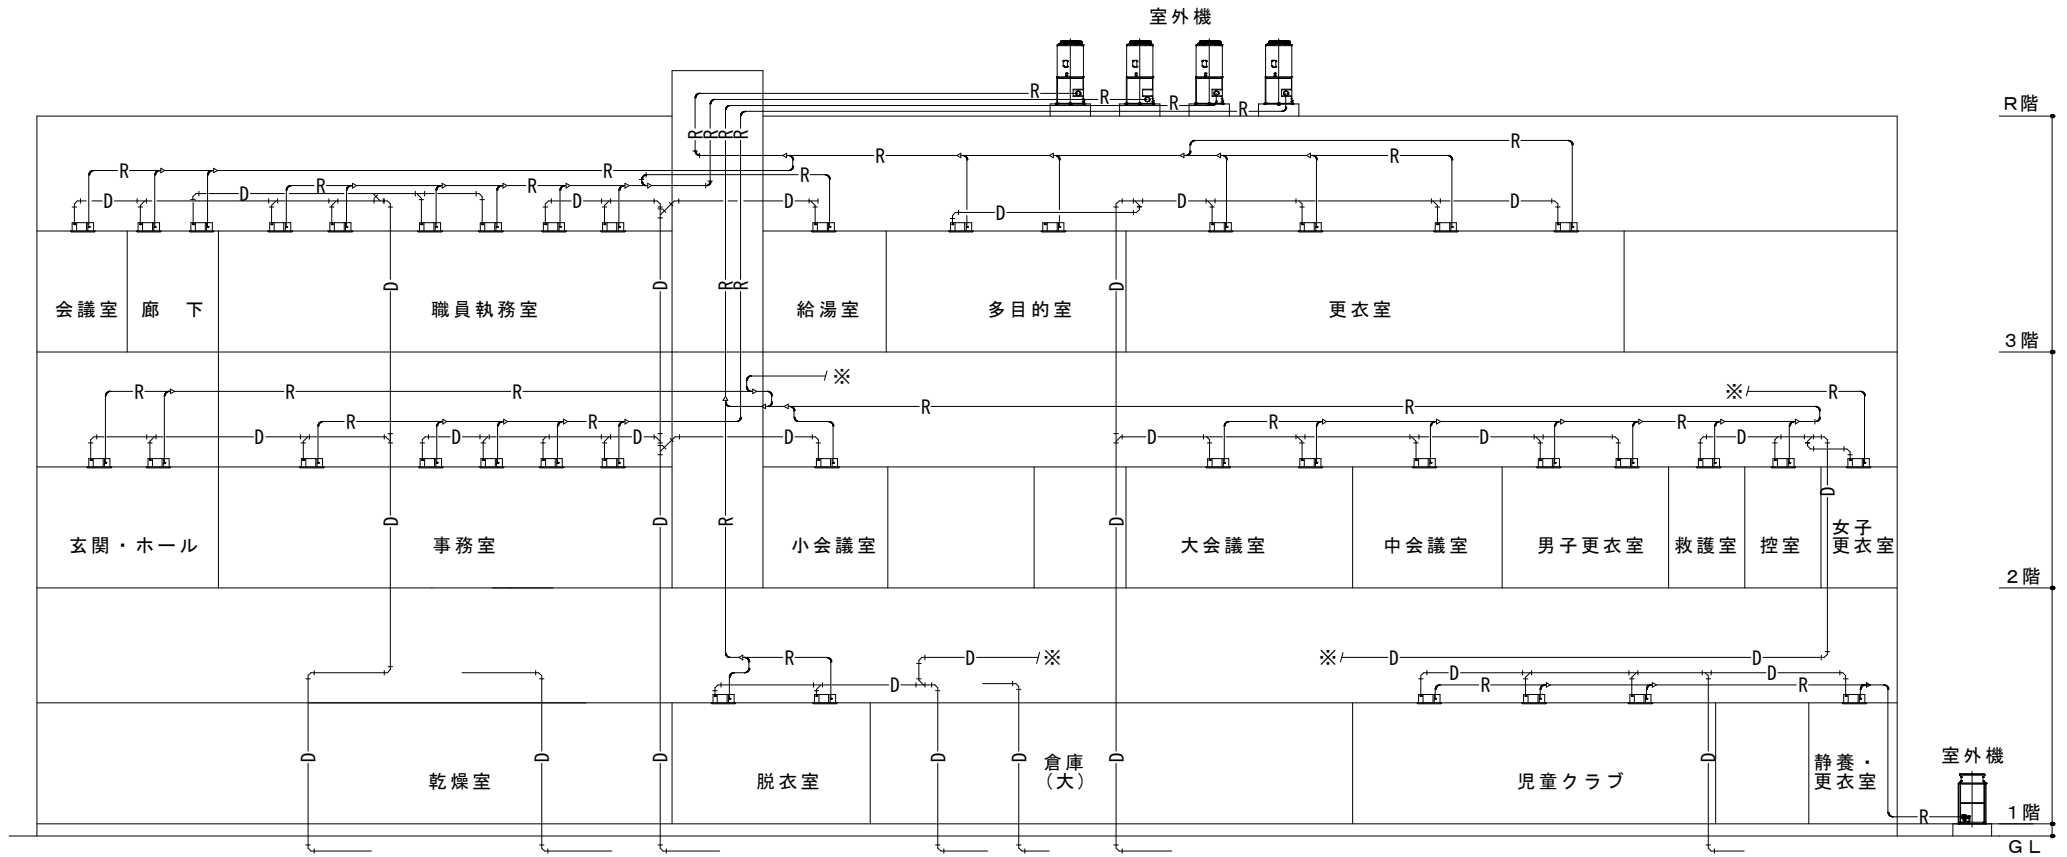 室外機
R階
R R R R
R R R R
R R R R R
R R R R
D D D D D D
D
D D R R D
会議室 廊　下 職員執務室 給湯室 多目的室 更衣室
3階
※ ※ R
R R R
R R
R R R R
D D D D D D D
D D R D D
玄関・ホール 事務室 小会議室 大会議室 中会議室 男子更衣室 救護室 控室 女子
更衣室
2階
R D ※ ※ D D
D D
D R R
D D D D D D D
乾燥室 脱衣室 倉庫
（大） 児童クラブ 静養・
更衣室
室外機
1階
R
GL